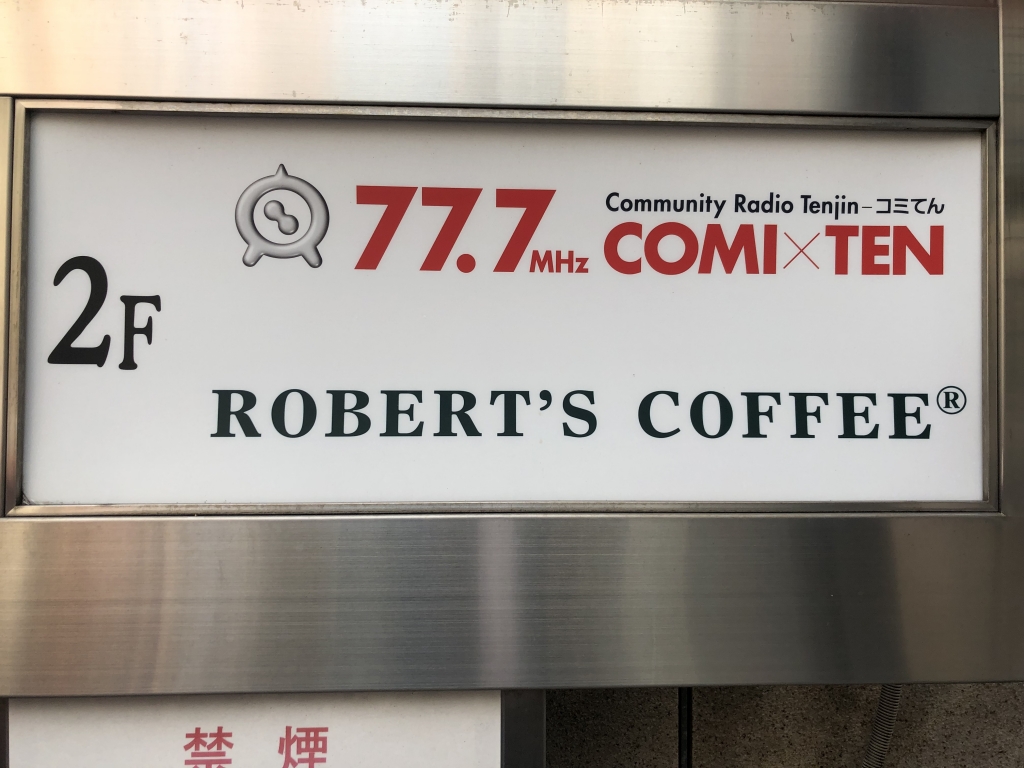 2F
77.7MHz
Community Radio Tenjin–コミてん
COMI×TEN
ROBERT'S COFFEE®
禁煙